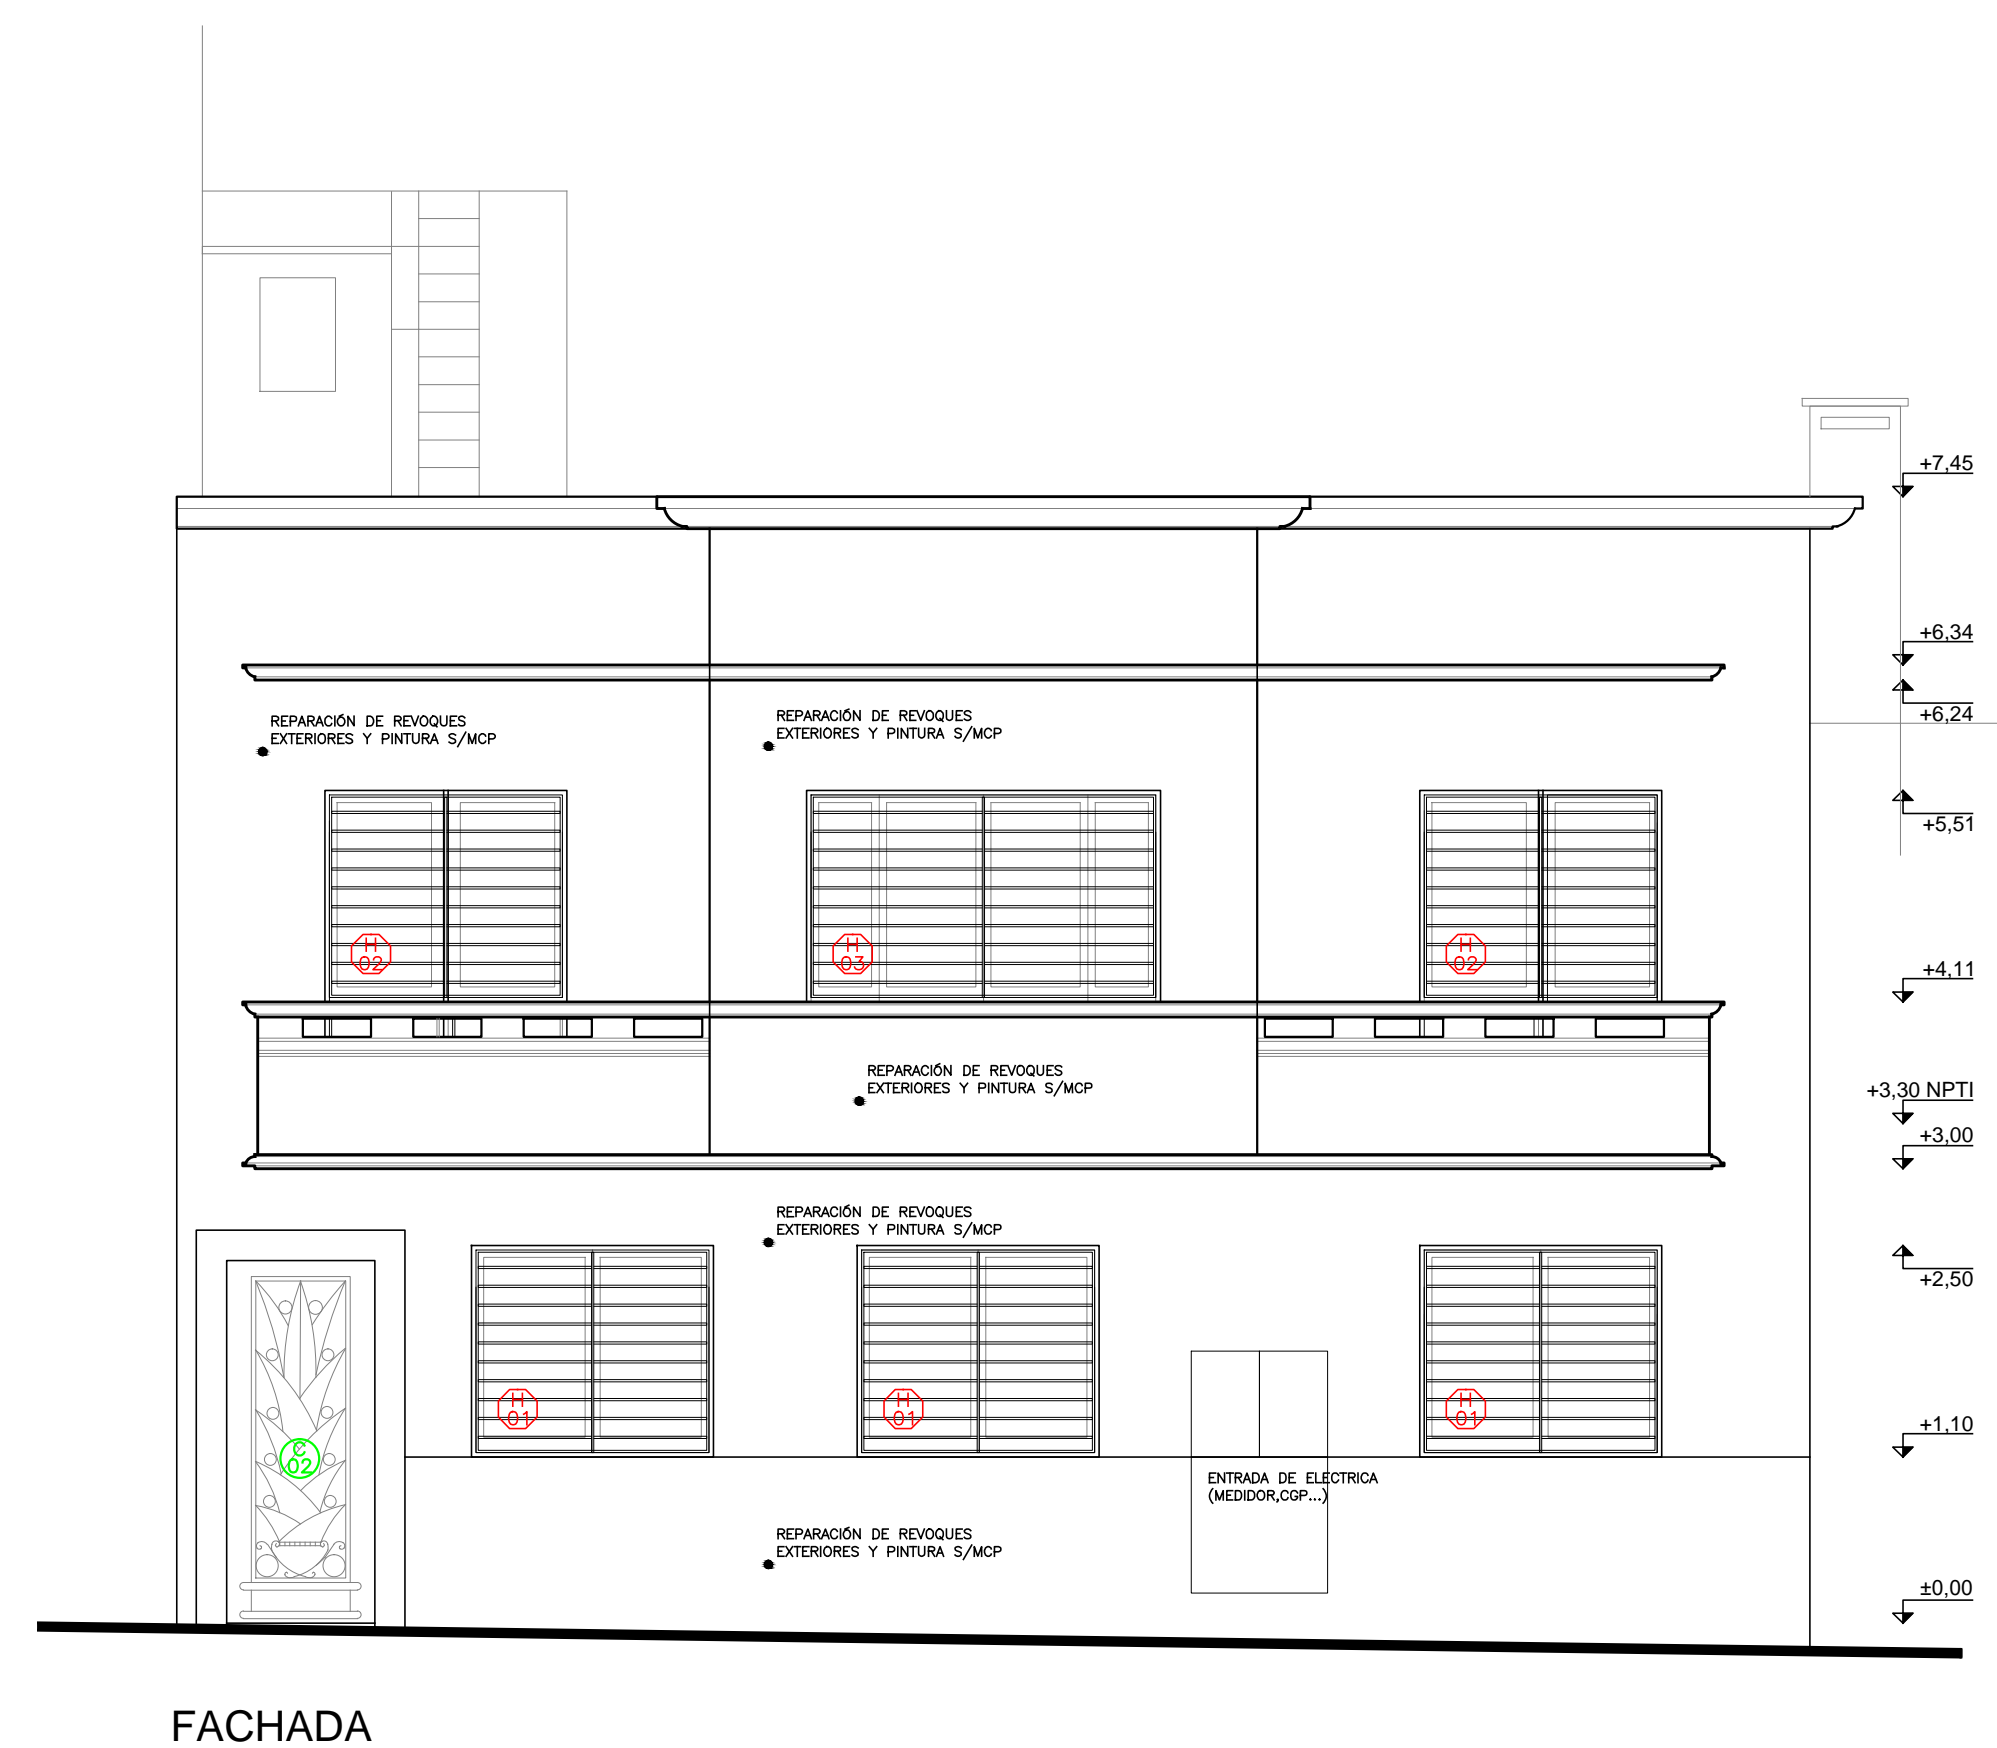 +7,45
+6,34
+6,24
REPARACIÓN DE REVOQUES
EXTERIORES Y PINTURA S/MCP
REPARACIÓN DE REVOQUES
EXTERIORES Y PINTURA S/MCP
+5,51
H
02
H
03
H
02
+4,11
REPARACIÓN DE REVOQUES
EXTERIORES Y PINTURA S/MCP
+3,30 NPTI
+3,00
REPARACIÓN DE REVOQUES
EXTERIORES Y PINTURA S/MCP
+2,50
H
01
H
01
H
01
+1,10
C
02
ENTRADA DE ELECTRICA
(MEDIDOR,CGP...)
REPARACIÓN DE REVOQUES
EXTERIORES Y PINTURA S/MCP
±0,00
FACHADA